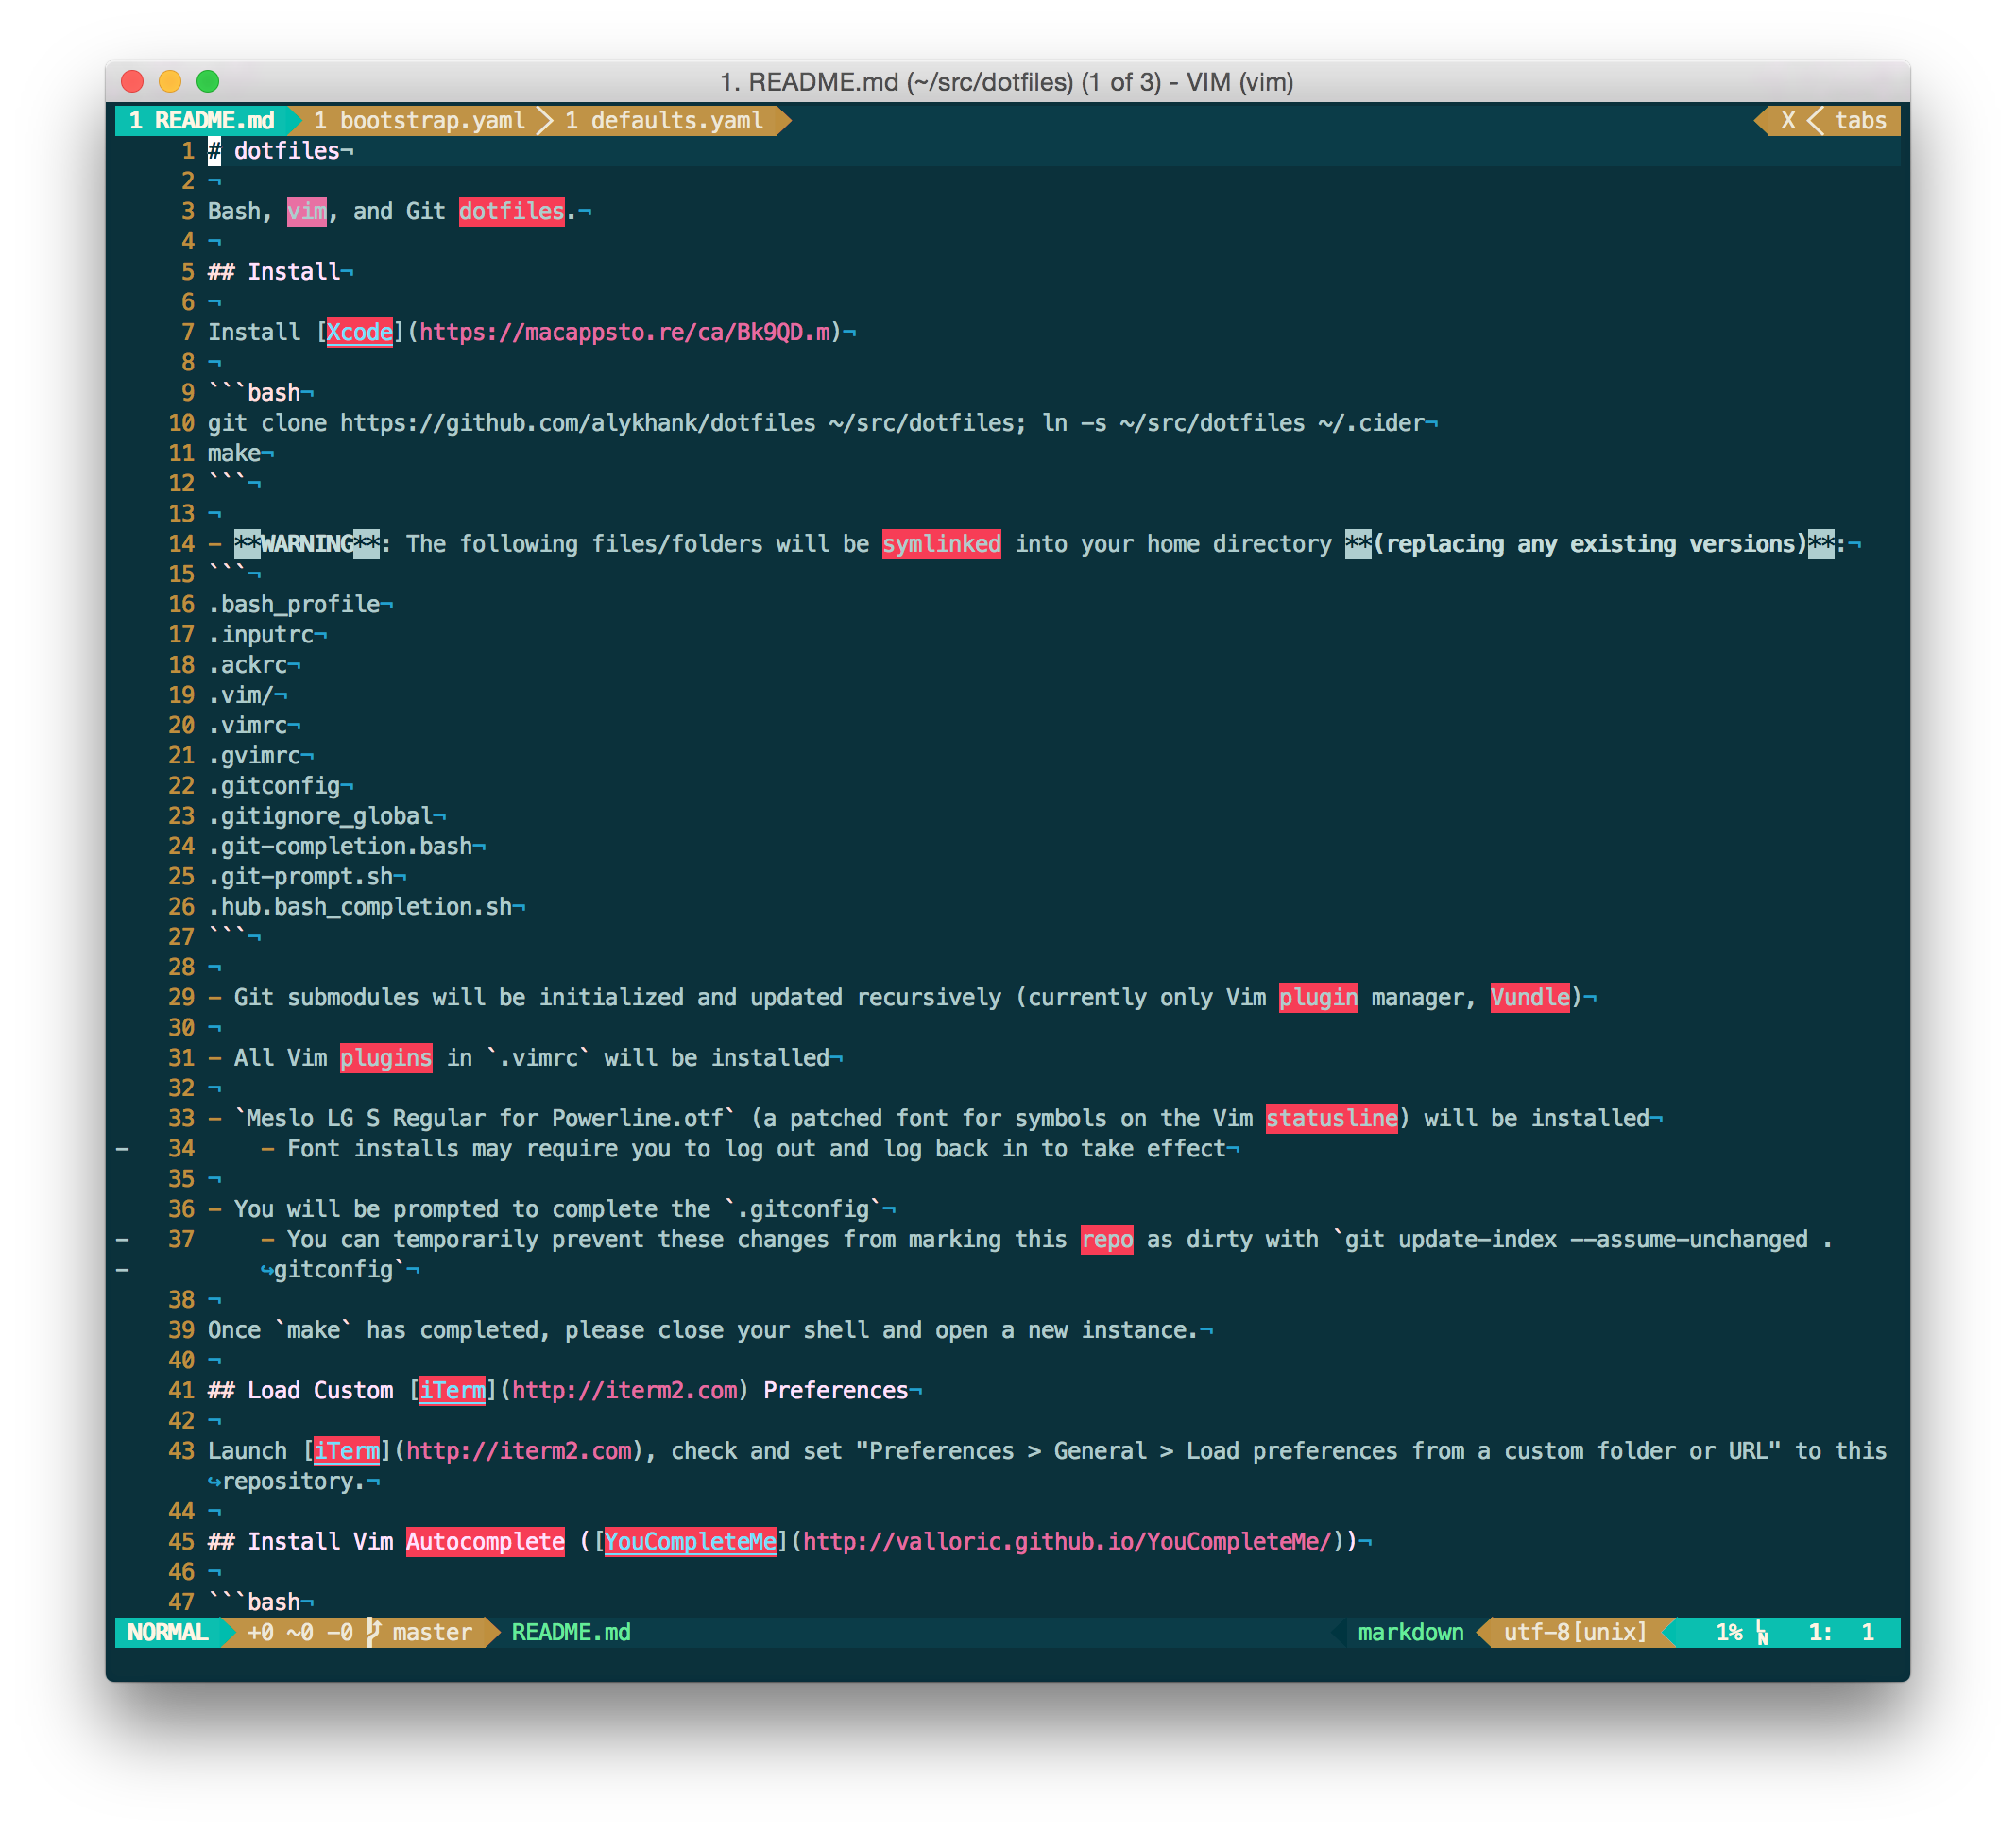 1. README.md (~/src/dotfiles) (1 of 3) - VIM (vim)
1 README.md 1 bootstrap.yaml 1 defaults.yaml X tabs
1 # dotfiles¬
2 ¬
3 Bash, vim, and Git dotfiles.¬
4 ¬
5 ## Install¬
6 ¬
7 Install [Xcode](https://macappsto.re/ca/Bk9QD.m)¬
8 ¬
9 ```bash¬
10 git clone https://github.com/alykhank/dotfiles ~/src/dotfiles; ln -s ~/src/dotfiles ~/.cider¬
11 make¬
12 ```¬
13 ¬
14 - **WARNING**: The following files/folders will be symlinked into your home directory **(replacing any existing versions)**:¬
15 ```¬
16 .bash_profile¬
17 .inputrc¬
18 .ackrc¬
19 .vim/¬
20 .vimrc¬
21 .gvimrc¬
22 .gitconfig¬
23 .gitignore_global¬
24 .git-completion.bash¬
25 .git-prompt.sh¬
26 .hub.bash_completion.sh¬
27 ```¬
28 ¬
29 - Git submodules will be initialized and updated recursively (currently only Vim plugin manager, Vundle)¬
30 ¬
31 - All Vim plugins in `.vimrc` will be installed¬
32 ¬
33 - `Meslo LG S Regular for Powerline.otf` (a patched font for symbols on the Vim statusline) will be installed¬
- 34 - Font installs may require you to log out and log back in to take effect¬
35 ¬
36 - You will be prompted to complete the `.gitconfig`¬
- 37 - You can temporarily prevent these changes from marking this repo as dirty with `git update-index --assume-unchanged .
- ↪gitconfig`¬
38 ¬
39 Once `make` has completed, please close your shell and open a new instance.¬
40 ¬
41 ## Load Custom [iTerm](http://iterm2.com) Preferences¬
42 ¬
43 Launch [iTerm](http://iterm2.com), check and set "Preferences > General > Load preferences from a custom folder or URL" to this
↪repository.¬
44 ¬
45 ## Install Vim Autocomplete ([YouCompleteMe](http://valloric.github.io/YouCompleteMe/))¬
46 ¬
47 ```bash¬
NORMAL +0 ~0 -0 master README.md markdown utf-8[unix] 1% LN 1: 1